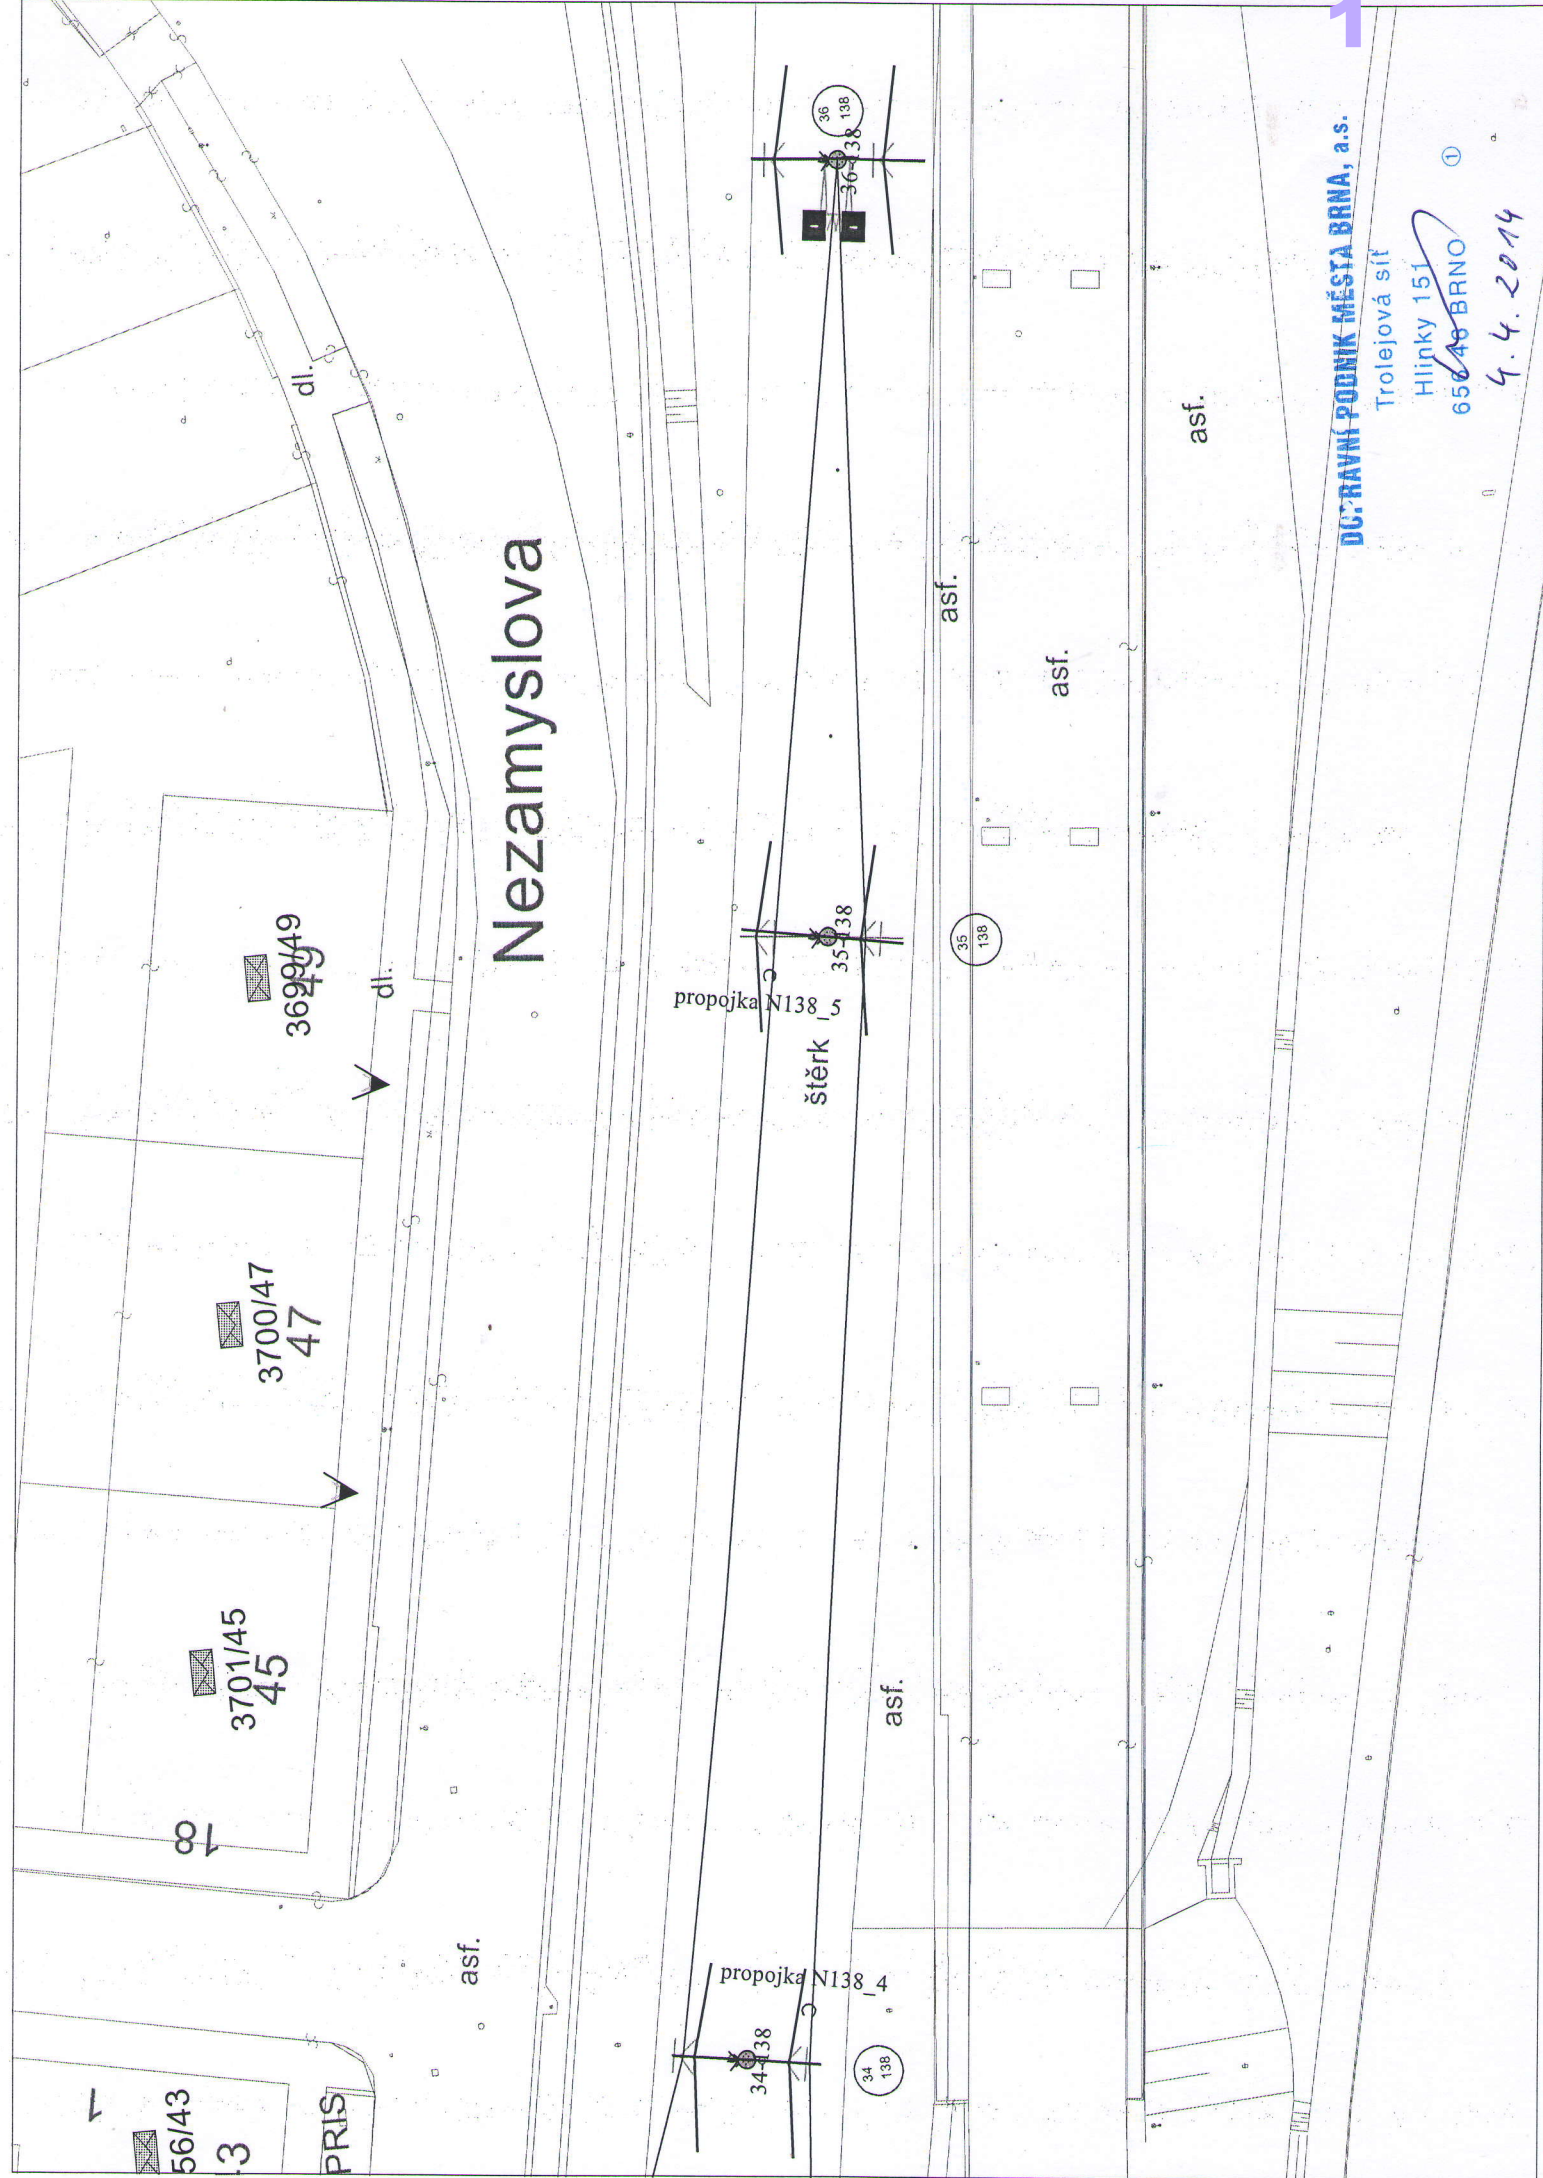 1
36
138
36-138
DOPRAVNÍ PODNIK MĚSTA BRNA, a.s.
Trolejová síť
Hlinky 151
656 46 BRNO
①
4. 4. 2014
dl.
asf.
Nezamyslova
asf.
asf.
3699/49
49
dl.
35-138
35
138
propojka N138_5
štěrk
3700/47
47
3701/45
45
asf.
18
asf.
propojka N138_4
34-138
34
138
1
56/43
PRIS